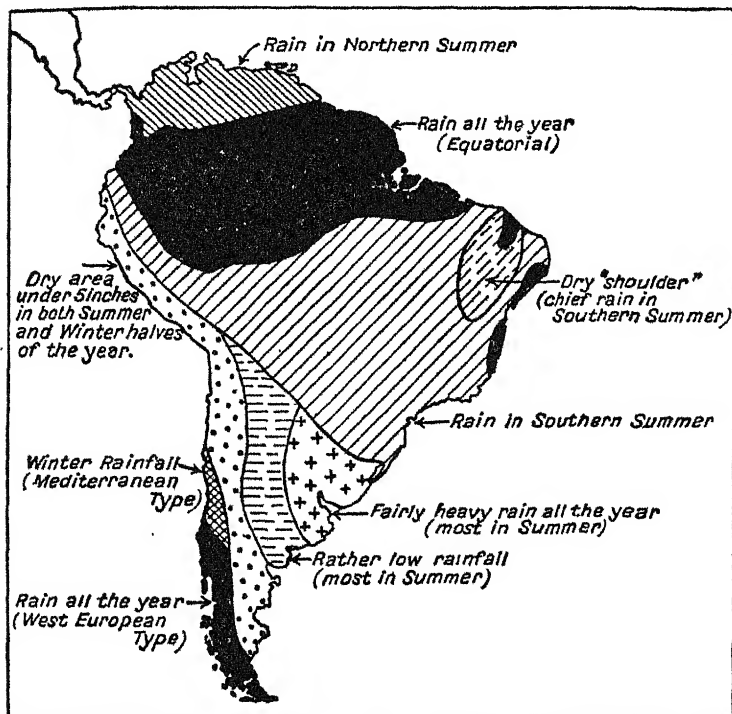 Rain in Northern Summer
Rain all the year
(Equatorial)
Dry area
under 5inches
in both Summer
and Winter halves
of the year.
Dry "shoulder"
(chief rain in
Southern Summer)
Rain in Southern Summer
Winter Rainfall
(Mediterranean
Type)
Fairly heavy rain all the year
(most in Summer)
Rather low rainfall
(most in Summer)
Rain all the year
(West European
Type)